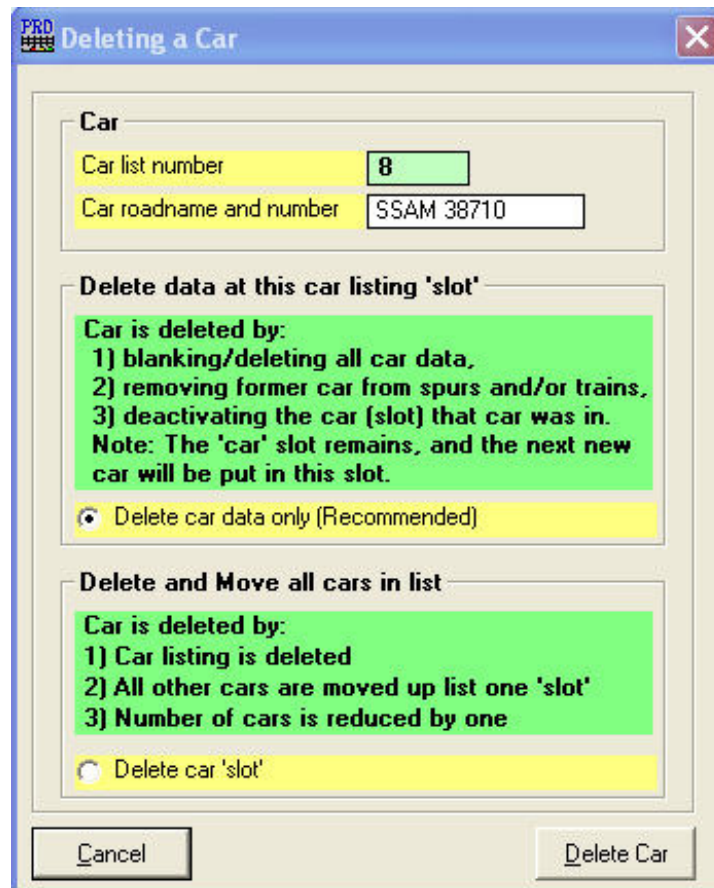 PRD
Deleting a Car
Car
Car list number 8
Car roadname and number SSAM 38710
Delete data at this car listing 'slot'
Car is deleted by:
1) blanking/deleting all car data,
2) removing former car from spurs and/or trains,
3) deactivating the car (slot) that car was in.
Note: The 'car' slot remains, and the next new
car will be put in this slot.
Delete car data only (Recommended)
Delete and Move all cars in list
Car is deleted by:
1) Car listing is deleted
2) All other cars are moved up list one 'slot'
3) Number of cars is reduced by one
Delete car 'slot'
Cancel Delete Car